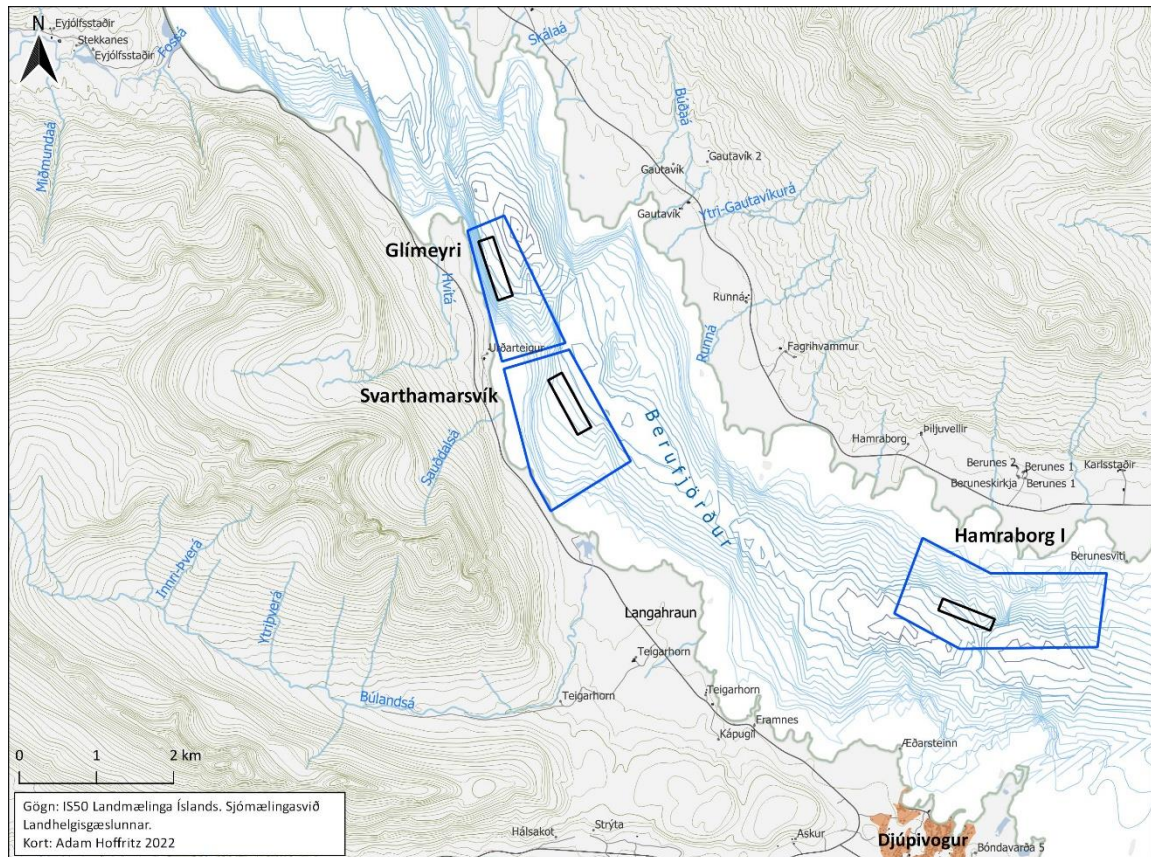 N
Eyjólfsstaðir
Stekkanes
Eyjólfsstaðir
Fossá
Skálaá
Miðmundaá
Búðaá
Gautavík 2
Gautavík
Gautavík
Ytri-Gautavíkurá
Glímeyri
Hvítá
Runná
Runná
Urðarteigur
Fagrihvammur
Svarthamarsvík
Sauðdalsá
Berufjörður
Hamraborg
Þiljuvellir
Berunes 2
Berunes 1
Karlsstaðir
Beruneskirkja
Berunes 1
Hamraborg I
Berunesviti
Innri-Þverá
Ytriþverá
Langahraun
Teigarhorn
Búlandsá
Teigarhorn
Teigarhorn
Framnes
Kápugil
Æðarsteinn
0 1 2 km
Gögn: IS50 Landmælinga Íslands. Sjómælingasvið
Landhelgisgæslunnar.
Kort: Adam Hoffritz 2022
Hálsakot
Strýta
Askur
Djúpivogur
Bóndavarða 5